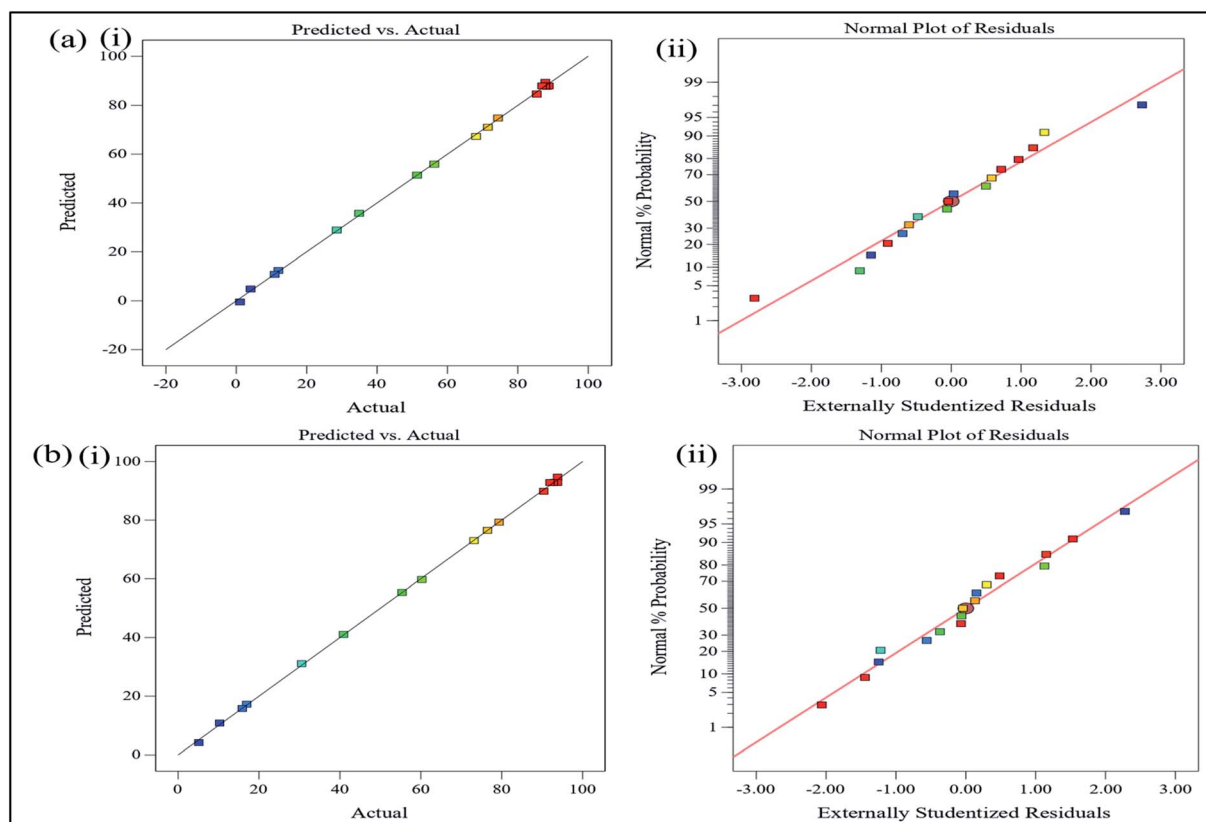 (a) (i)
Predicted vs. Actual
100
80
60
40
20
0
-20
Predicted
-20 0 20 40 60 80 100
Actual
(ii)
Normal Plot of Residuals
99
95
90
80
70
50
30
20
10
5
1
Normal % Probability
-3.00 -2.00 -1.00 0.00 1.00 2.00 3.00
Externally Studentized Residuals
(b) (i)
Predicted vs. Actual
100
80
60
40
20
0
Predicted
0 20 40 60 80 100
Actual
(ii)
Normal Plot of Residuals
99
95
90
80
70
50
30
20
10
5
1
Normal % Probability
-3.00 -2.00 -1.00 0.00 1.00 2.00 3.00
Externally Studentized Residuals